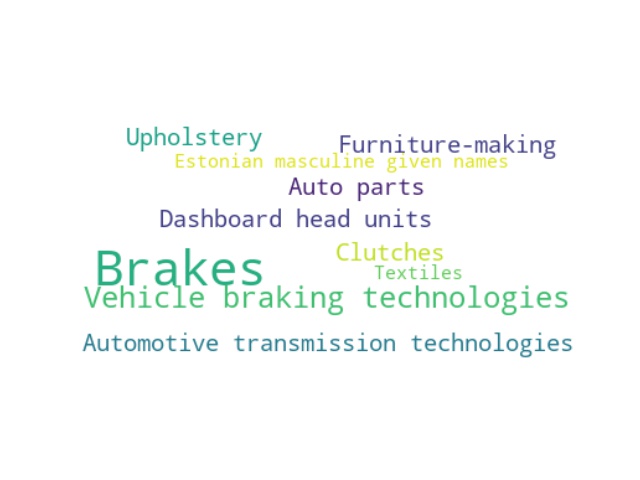 Upholstery
Furniture-making
Estonian masculine given names
Auto parts
Dashboard head units
Clutches
Brakes
Textiles
Vehicle braking technologies
Automotive transmission technologies